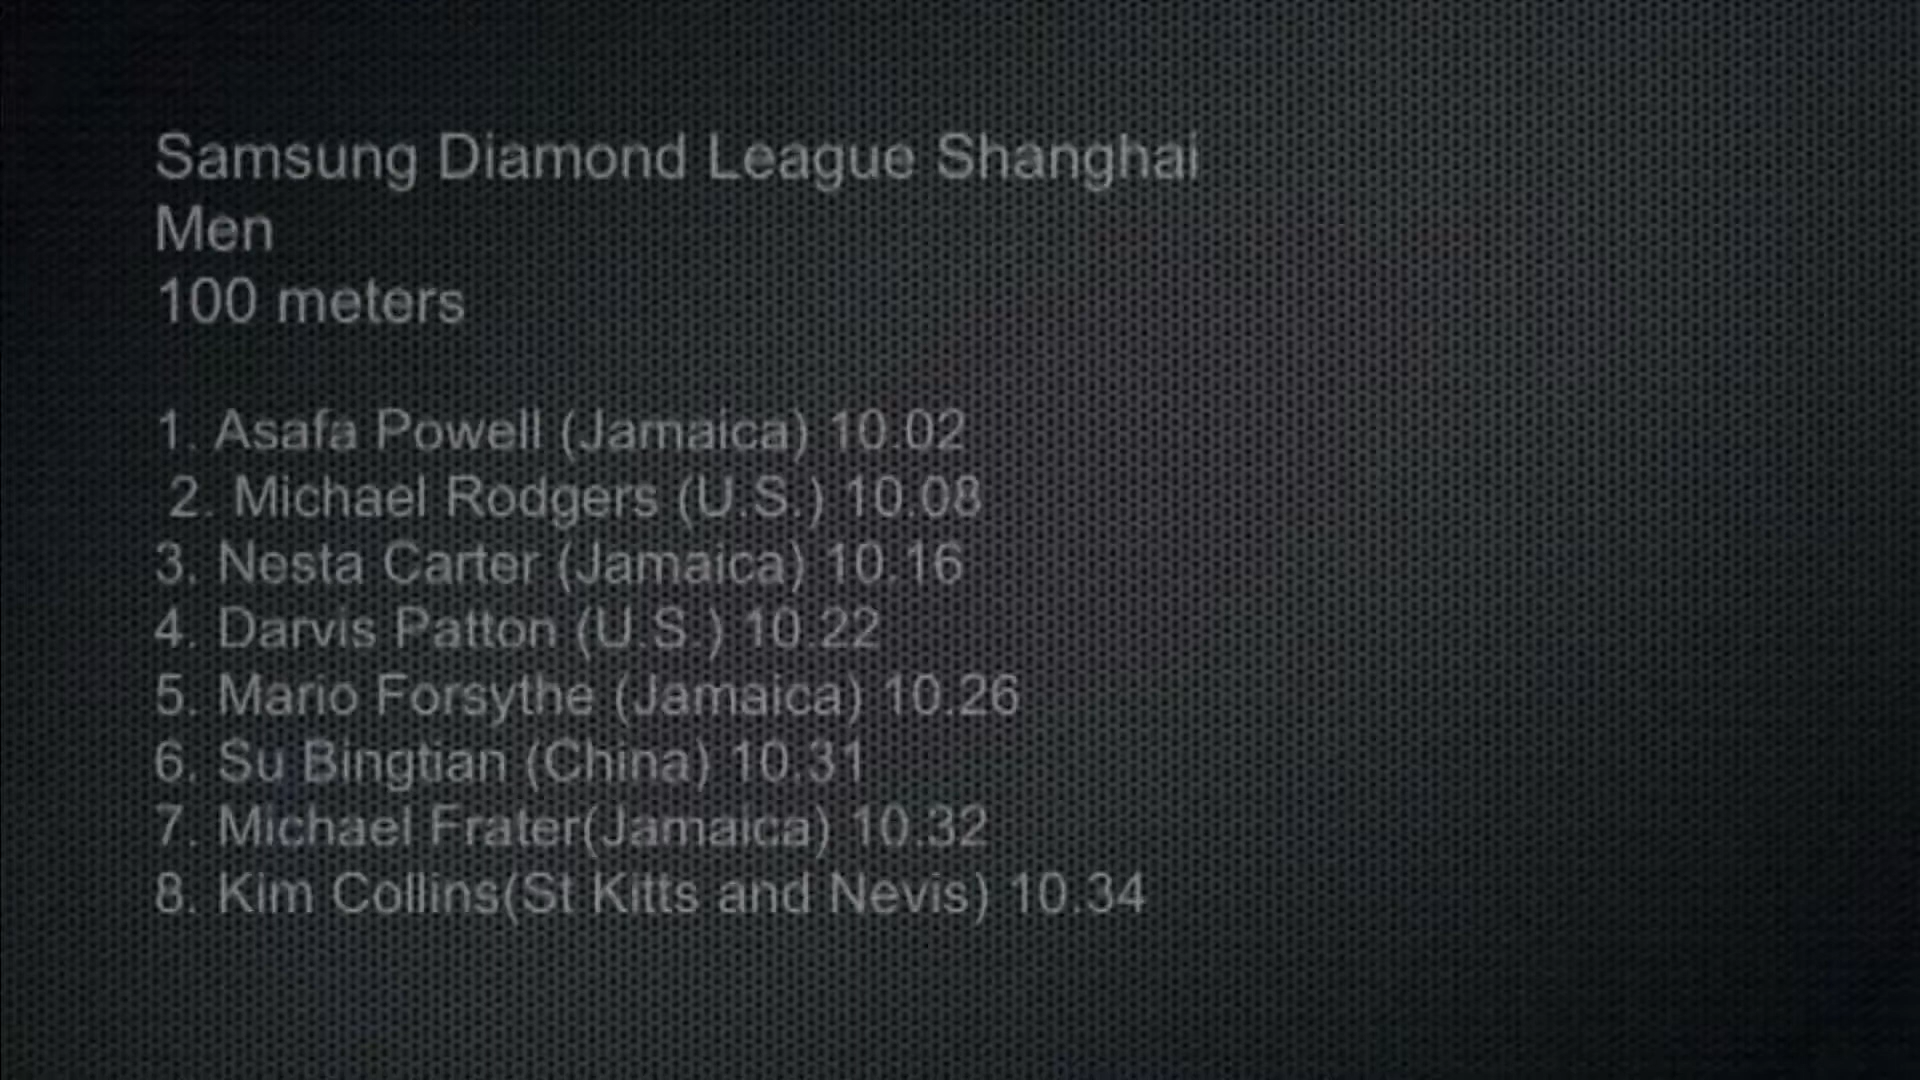 Samsung Diamond League Shanghai
Men
100 meters
1. Asafa Powell (Jamaica) 10.02
2. Michael Rodgers (U.S.) 10.08
3. Nesta Carter (Jamaica) 10.16
4. Darvis Patton (U.S.) 10.22
5. Mario Forsythe (Jamaica) 10.26
6. Su Bingtian (China) 10.31
7. Michael Frater(Jamaica) 10.32
8. Kim Collins(St Kitts and Nevis) 10.34